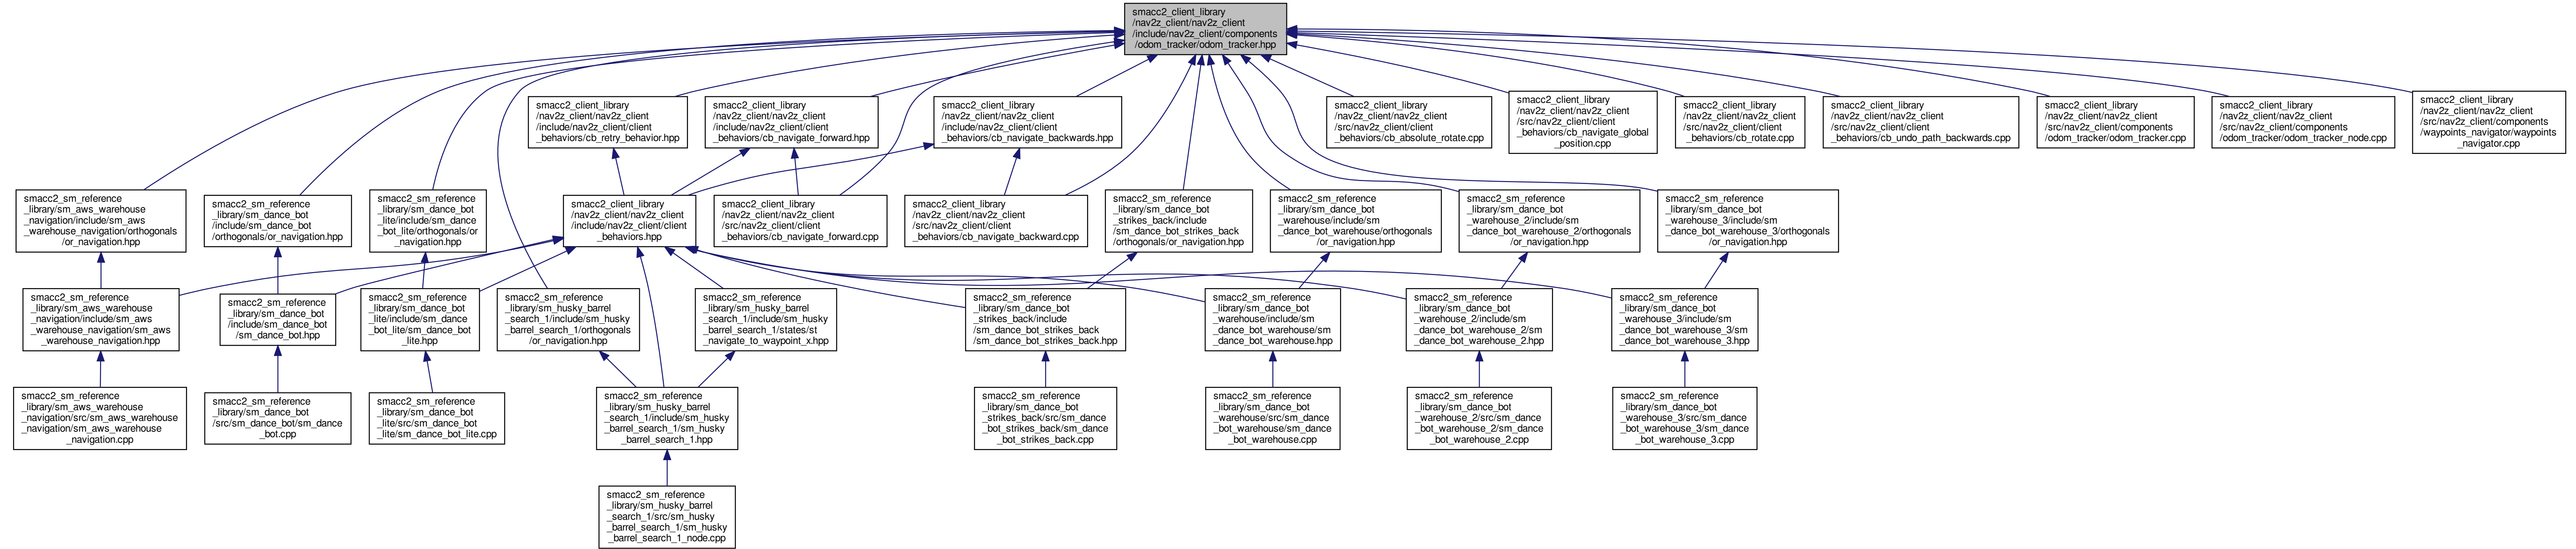 smacc2_client_library
/nav2z_client/nav2z_client
/include/nav2z_client/components
/odom_tracker/odom_tracker.hpp
smacc2_client_library
/nav2z_client/nav2z_client
/include/nav2z_client/client
_behaviors/cb_retry_behavior.hpp
smacc2_client_library
/nav2z_client/nav2z_client
/include/nav2z_client/client
_behaviors/cb_navigate_forward.hpp
smacc2_client_library
/nav2z_client/nav2z_client
/include/nav2z_client/client
_behaviors/cb_navigate_backwards.hpp
smacc2_client_library
/nav2z_client/nav2z_client
/src/nav2z_client/client
_behaviors/cb_absolute_rotate.cpp
smacc2_client_library
/nav2z_client/nav2z_client
/src/nav2z_client/client
_behaviors/cb_navigate_global
_position.cpp
smacc2_client_library
/nav2z_client/nav2z_client
/src/nav2z_client/client
_behaviors/cb_rotate.cpp
smacc2_client_library
/nav2z_client/nav2z_client
/src/nav2z_client/client
_behaviors/cb_undo_path_backwards.cpp
smacc2_client_library
/nav2z_client/nav2z_client
/src/nav2z_client/components
/odom_tracker/odom_tracker.cpp
smacc2_client_library
/nav2z_client/nav2z_client
/src/nav2z_client/components
/odom_tracker/odom_tracker_node.cpp
smacc2_client_library
/nav2z_client/nav2z_client
/src/nav2z_client/components
/waypoints_navigator/waypoints
_navigator.cpp
smacc2_sm_reference
_library/sm_aws_warehouse
_navigation/include/sm_aws
_warehouse_navigation/orthogonals
/or_navigation.hpp
smacc2_sm_reference
_library/sm_dance_bot
/include/sm_dance_bot
/orthogonals/or_navigation.hpp
smacc2_sm_reference
_library/sm_dance_bot
_lite/include/sm_dance
_bot_lite/orthogonals/or
_navigation.hpp
smacc2_client_library
/nav2z_client/nav2z_client
/include/nav2z_client/client
_behaviors.hpp
smacc2_client_library
/nav2z_client/nav2z_client
/src/nav2z_client/client
_behaviors/cb_navigate_forward.cpp
smacc2_client_library
/nav2z_client/nav2z_client
/src/nav2z_client/client
_behaviors/cb_navigate_backward.cpp
smacc2_sm_reference
_library/sm_dance_bot
_strikes_back/include
/sm_dance_bot_strikes_back
/orthogonals/or_navigation.hpp
smacc2_sm_reference
_library/sm_dance_bot
_warehouse/include/sm
_dance_bot_warehouse/orthogonals
/or_navigation.hpp
smacc2_sm_reference
_library/sm_dance_bot
_warehouse_2/include/sm
_dance_bot_warehouse_2/orthogonals
/or_navigation.hpp
smacc2_sm_reference
_library/sm_dance_bot
_warehouse_3/include/sm
_dance_bot_warehouse_3/orthogonals
/or_navigation.hpp
smacc2_sm_reference
_library/sm_aws_warehouse
_navigation/include/sm_aws
_warehouse_navigation/sm_aws
_warehouse_navigation.hpp
smacc2_sm_reference
_library/sm_dance_bot
/include/sm_dance_bot
/sm_dance_bot.hpp
smacc2_sm_reference
_library/sm_dance_bot
_lite/include/sm_dance
_bot_lite/sm_dance_bot
_lite.hpp
smacc2_sm_reference
_library/sm_husky_barrel
_search_1/include/sm_husky
_barrel_search_1/orthogonals
/or_navigation.hpp
smacc2_sm_reference
_library/sm_husky_barrel
_search_1/include/sm_husky
_barrel_search_1/states/st
_navigate_to_waypoint_x.hpp
smacc2_sm_reference
_library/sm_dance_bot
_strikes_back/include
/sm_dance_bot_strikes_back
/sm_dance_bot_strikes_back.hpp
smacc2_sm_reference
_library/sm_dance_bot
_warehouse/include/sm
_dance_bot_warehouse/sm
_dance_bot_warehouse.hpp
smacc2_sm_reference
_library/sm_dance_bot
_warehouse_2/include/sm
_dance_bot_warehouse_2/sm
_dance_bot_warehouse_2.hpp
smacc2_sm_reference
_library/sm_dance_bot
_warehouse_3/include/sm
_dance_bot_warehouse_3/sm
_dance_bot_warehouse_3.hpp
smacc2_sm_reference
_library/sm_aws_warehouse
_navigation/src/sm_aws_warehouse
_navigation/sm_aws_warehouse
_navigation.cpp
smacc2_sm_reference
_library/sm_dance_bot
/src/sm_dance_bot/sm_dance
_bot.cpp
smacc2_sm_reference
_library/sm_dance_bot
_lite/src/sm_dance_bot
_lite/sm_dance_bot_lite.cpp
smacc2_sm_reference
_library/sm_husky_barrel
_search_1/include/sm_husky
_barrel_search_1/sm_husky
_barrel_search_1.hpp
smacc2_sm_reference
_library/sm_dance_bot
_strikes_back/src/sm_dance
_bot_strikes_back/sm_dance
_bot_strikes_back.cpp
smacc2_sm_reference
_library/sm_dance_bot
_warehouse/src/sm_dance
_bot_warehouse/sm_dance
_bot_warehouse.cpp
smacc2_sm_reference
_library/sm_dance_bot
_warehouse_2/src/sm_dance
_bot_warehouse_2/sm_dance
_bot_warehouse_2.cpp
smacc2_sm_reference
_library/sm_dance_bot
_warehouse_3/src/sm_dance
_bot_warehouse_3/sm_dance
_bot_warehouse_3.cpp
smacc2_sm_reference
_library/sm_husky_barrel
_search_1/src/sm_husky
_barrel_search_1/sm_husky
_barrel_search_1_node.cpp